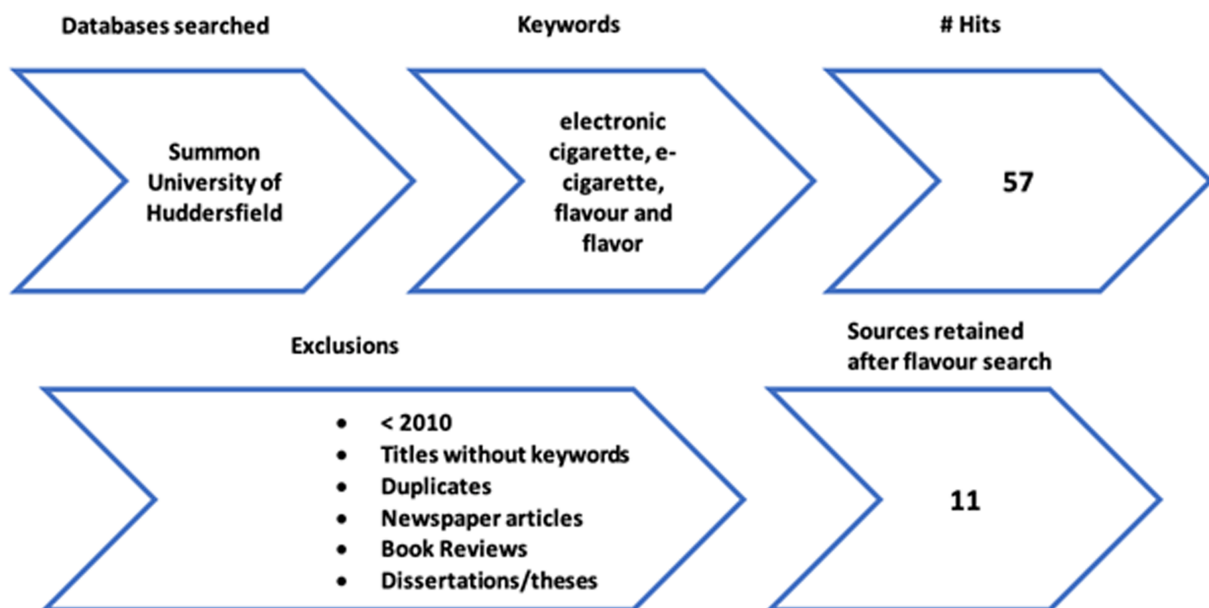 Databases searched
Keywords
# Hits
Summon
University of
Huddersfield
electronic
cigarette, e-
cigarette,
flavour and
flavor
57
Exclusions
Sources retained
after flavour search
• < 2010
• Titles without keywords
• Duplicates
• Newspaper articles
• Book Reviews
• Dissertations/theses
11